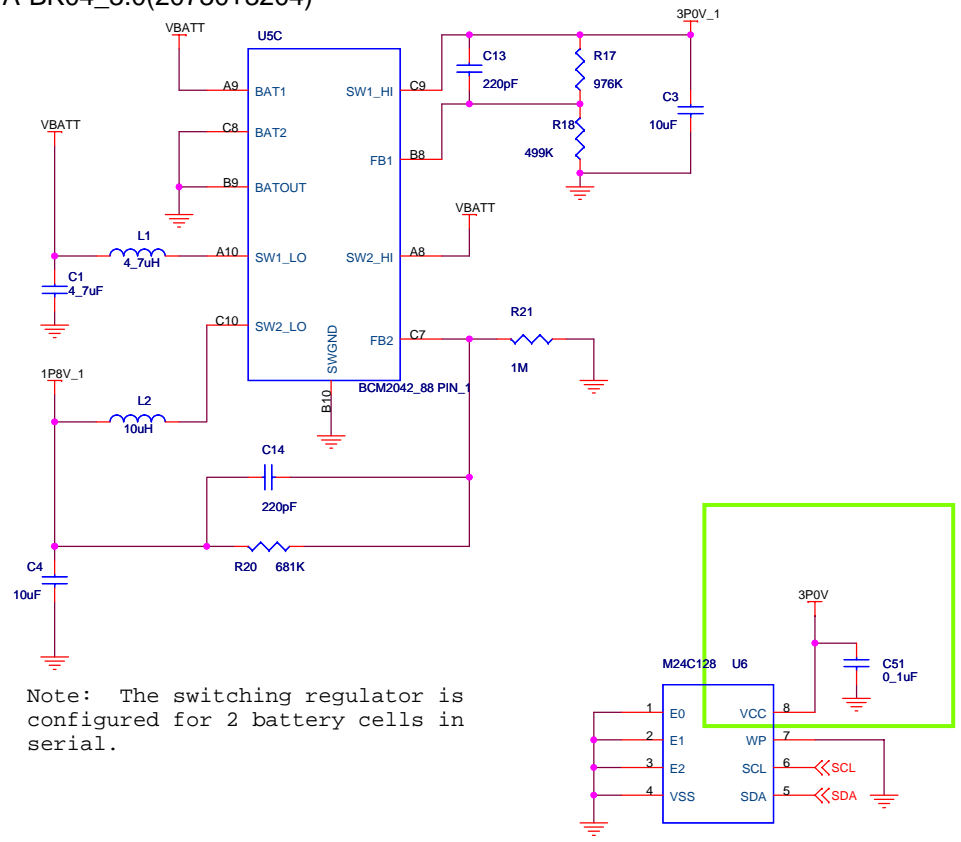 VBATT
U5C
3P0V_1
C13
220pF
R17
976K
C3
10uF
R18
499K
A9
BAT1
SW1_HI
C9
VBATT
C8
BAT2
FB1
B8
B9
BATOUT
VBATT
L1
4_7uH
A10
SW1_LO
SW2_HI
A8
C1
4_7uF
C10
SW2_LO
SWGND
FB2
C7
R21
1M
1P8V_1
B10
BCM2042_88 PIN_1
L2
10uH
C14
220pF
C4
10uF
R20 681K
3P0V
M24C128 U6
C51
0_1uF
1
E0
VCC
8
2
E1
WP
7
3
E2
SCL
6
SCL
4
VSS
SDA
5
SDA
Note: The switching regulator is
configured for 2 battery cells in
serial.